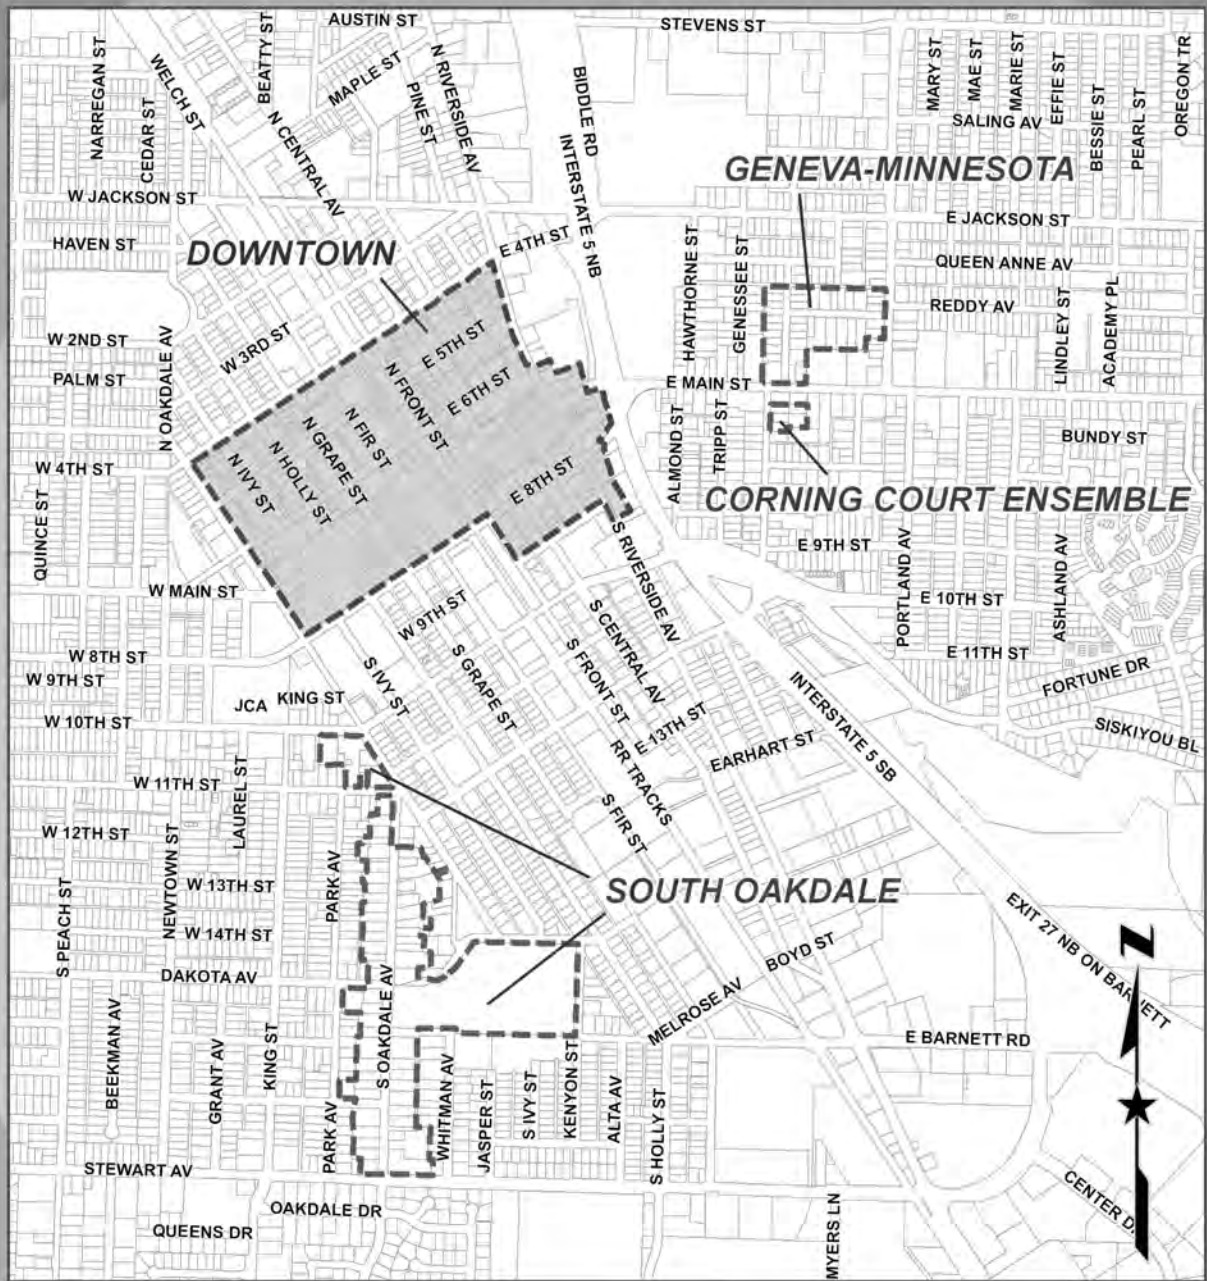 AUSTIN ST
STEVENS ST
BEATTY ST
NARREGAN ST
CEDAR ST
WELCH ST
MAPLE ST
N RIVERSIDE AV
PINE ST
N CENTRAL AV
BIDDLE RD
INTERSTATE 5 NB
MARY ST
MAE ST
MARIE ST
EFFIE ST
BESSIE ST
PEARL ST
OREGON TR
SALING AV
GENEVA-MINNESOTA
W JACKSON ST
E JACKSON ST
HAVEN ST
DOWNTOWN
E 4TH ST
HAWTHORNE ST
GENESSEE ST
QUEEN ANNE AV
REDDY AV
LINDLEY ST
ACADEMY PL
W 2ND ST
PALM ST
N OAKDALE AV
W 3RD ST
E 5TH ST
N FRONT ST
E 6TH ST
E MAIN ST
N FIR ST
N GRAPE ST
N HOLLY ST
N IVY ST
E 8TH ST
ALMOND ST
TRIPP ST
BUNDY ST
W 4TH ST
QUINCE ST
CORNING COURT ENSEMBLE
E 9TH ST
PORTLAND AV
ASHLAND AV
E 10TH ST
E 11TH ST
W MAIN ST
W 9TH ST
S RIVERSIDE AV
S CENTRAL AV
W 8TH ST
W 9TH ST
S IVY ST
S GRAPE ST
S FRONT ST
FORTUNE DR
SISKIYOU BL
JCA
KING ST
W 10TH ST
RR TRACKS
E 13TH ST
EARHART ST
INTERSTATE 5 SB
W 11TH ST
LAUREL ST
S FIR ST
W 12TH ST
NEWTOWN ST
PARK AV
W 13TH ST
SOUTH OAKDALE
S PEACH ST
W 14TH ST
EXIT 27 NB ON BARNETT
N
DAKOTA AV
BOYD ST
MELROSE AV
S OAKDALE AV
E BARNETT RD
BEEKMAN AV
GRANT AV
KING ST
PARK AV
WHITMAN AV
JASPER ST
S IVY ST
KENYON ST
ALTA AV
S HOLLY ST
STEWART AV
OAKDALE DR
QUEENS DR
MYERS LN
CENTER D